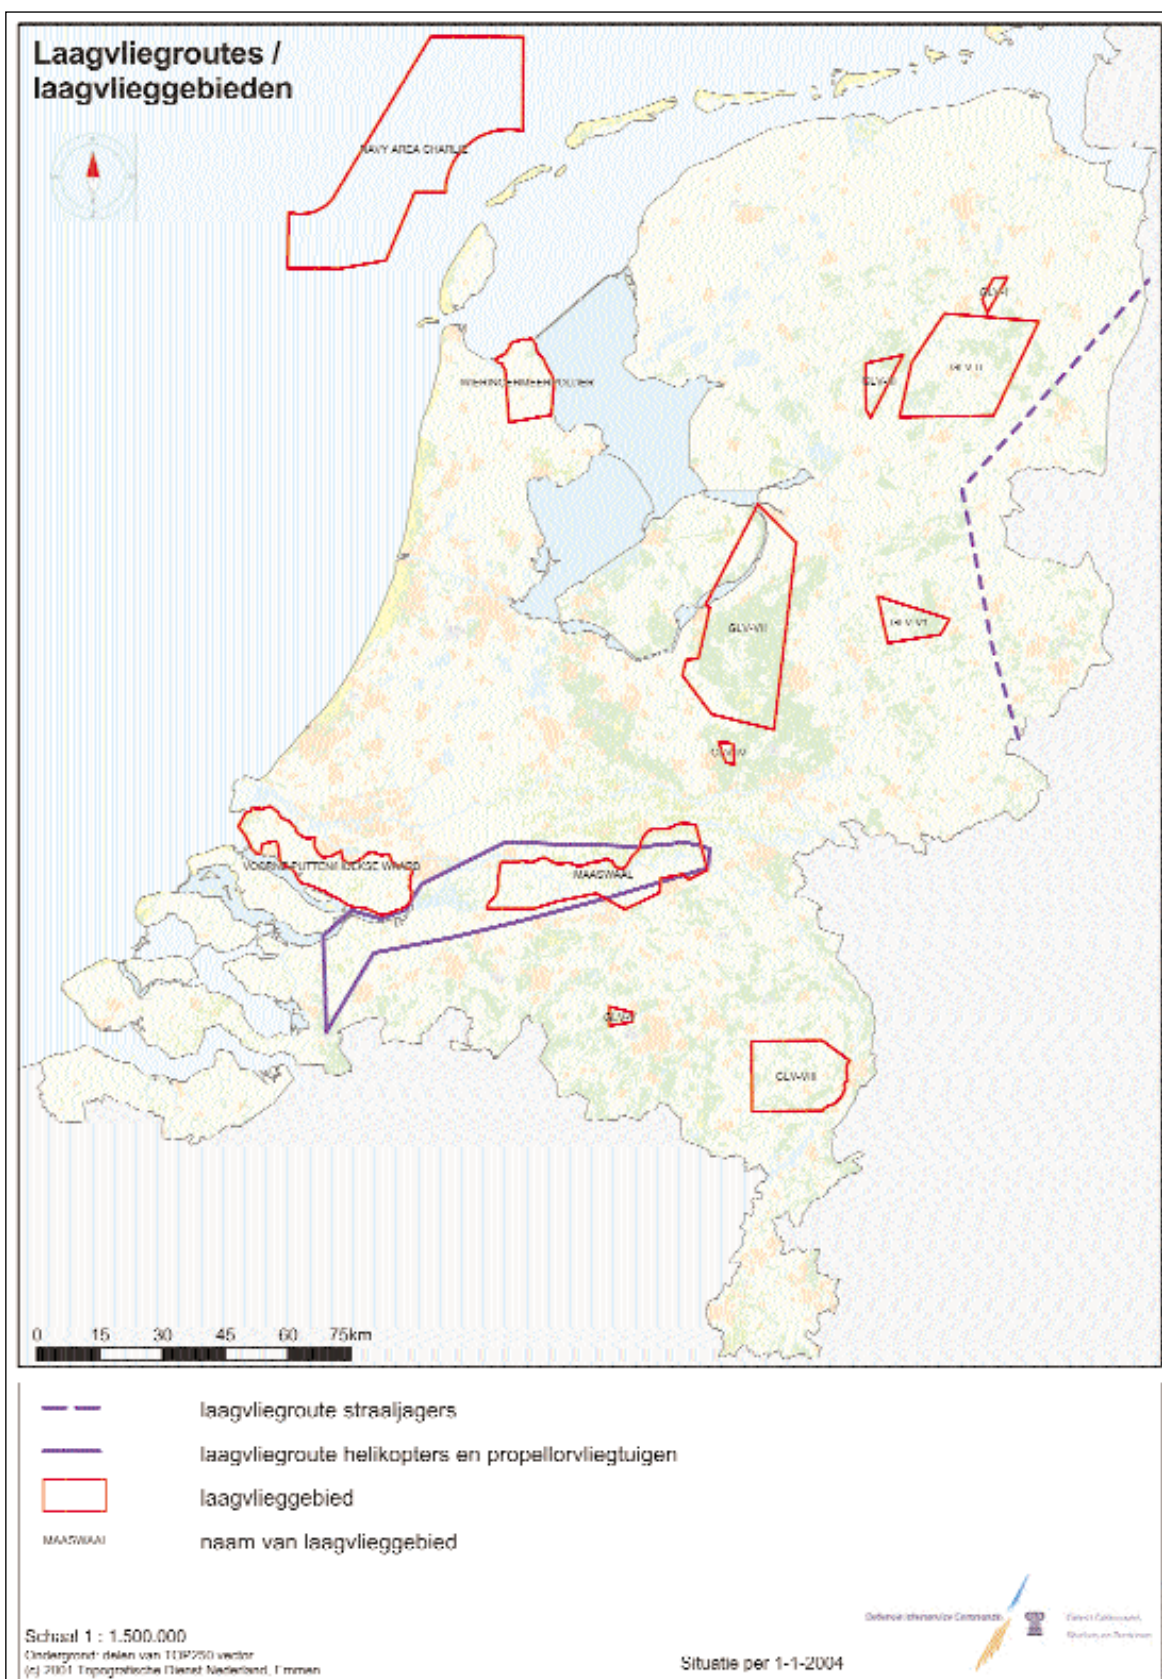 Laagvliegroutes /
laagvlieggebieden
NAVY AREA CHARLIE
WIERINGERMEERPOLDER
GLV-VII
GLV-VI
MAASWAAL
GLV-VIII
0 15 30 45 60 75km
laagvliegroute straaljagers
laagvliegroute helikopters en propellorvliegtuigen
laagvlieggebied
MAASWAAL
naam van laagvlieggebied
Schaal 1 : 1.500.000
Ondergrond: delen van TOP250 vector
(c) 2001 Topografische Dienst Nederland, Emmen
Situatie per 1-1-2004